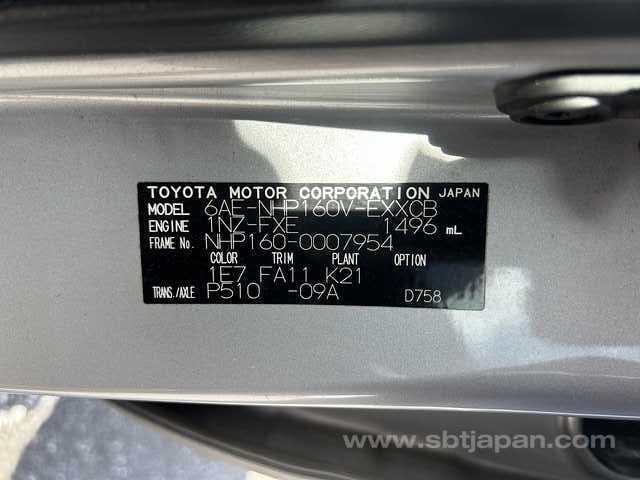 TOYOTA MOTOR CORPORATION JAPAN
MODEL 6AE-NHP160V-EXXCB
ENGINE 1NZ-FXE 1496 mL
FRAME No. NHP160-0007954
COLOR TRIM PLANT OPTION
1E7 FA11 K21
TRANS./AXLE P510 -09A D758
www.sbtjapan.com